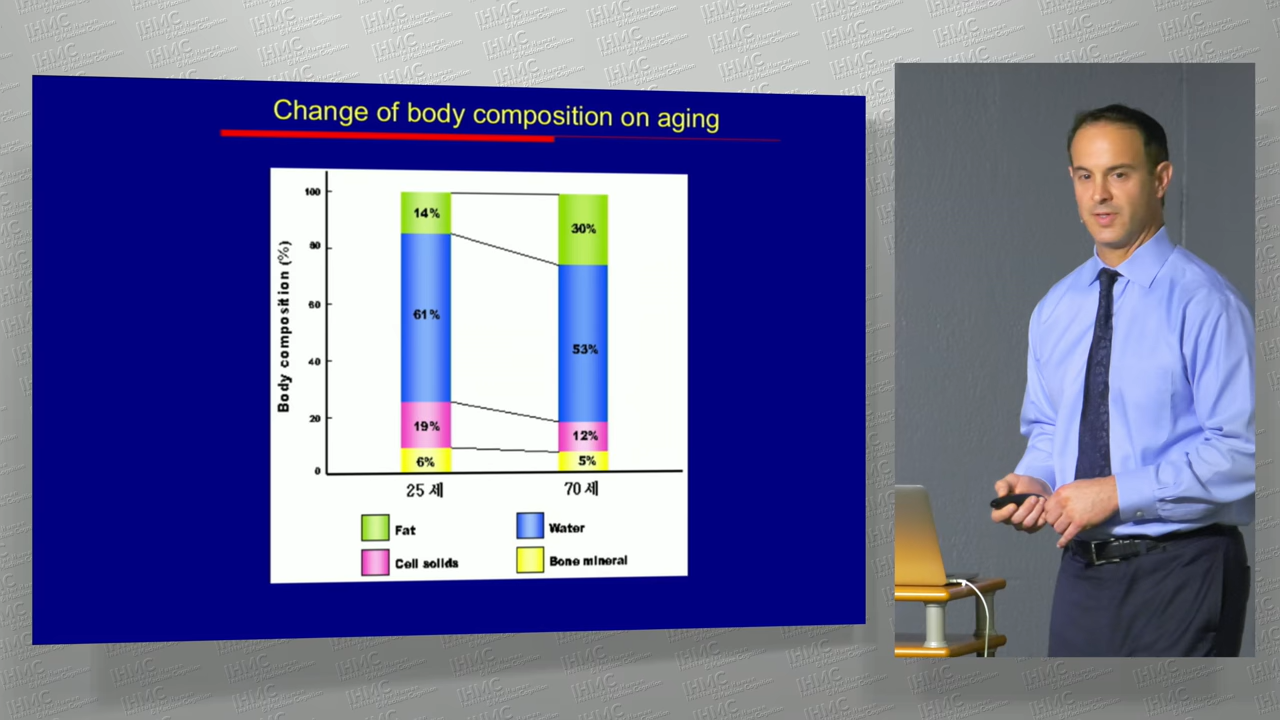 Change of body composition on aging
Body composition (%)
100
80
60
40
20
0
14%
61%
19%
6%
30%
53%
12%
5%
25 세
70 세
Fat
Water
Cell solids
Bone mineral
IHMC